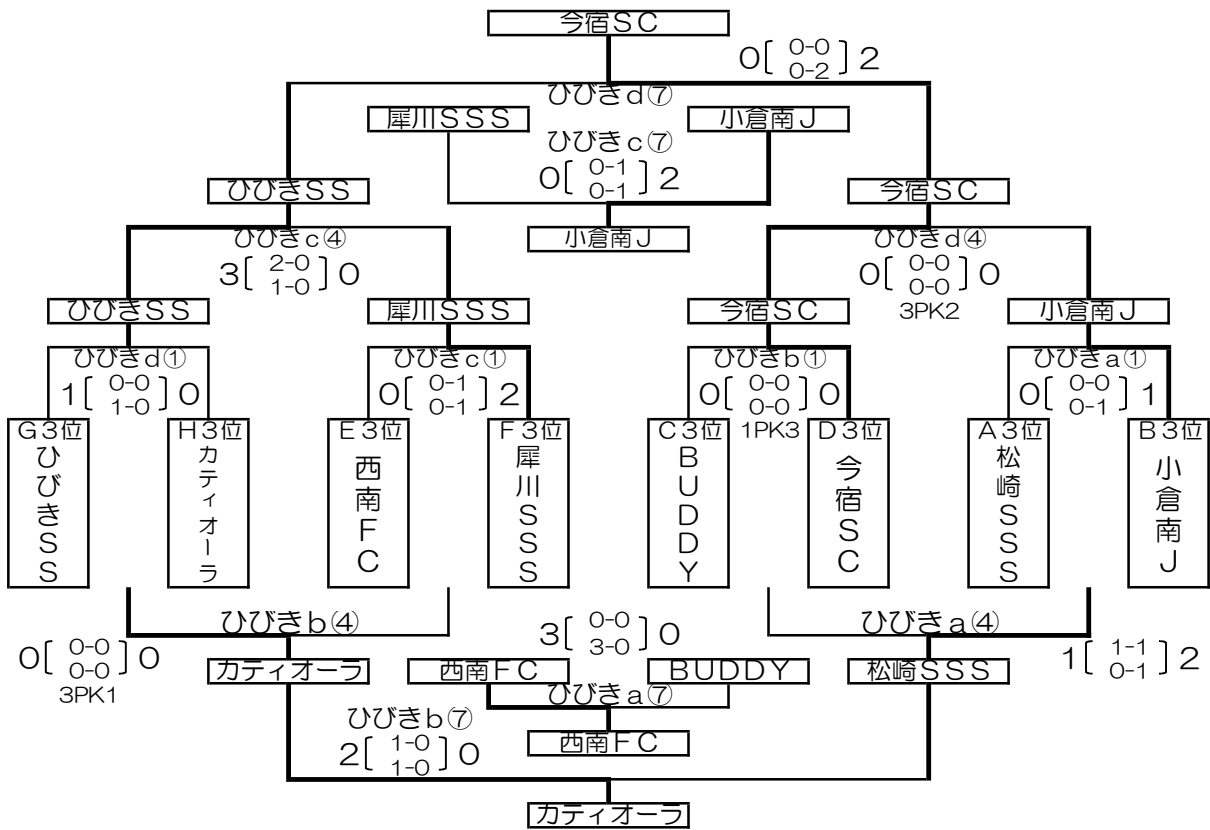 今宿ＳＣ
0[ 0-0 ]2
0-2
ひびきｄ⑦
犀川ＳＳＳ
小倉南Ｊ
ひびきｃ⑦
0[ 0-1 ]2
0-1
ひびきＳＳ
今宿ＳＣ
小倉南Ｊ
ひびきｃ④
3[ 2-0 ]0
1-0
ひびきｄ④
0[ 0-0 ]0
0-0
3PK2
ひびきＳＳ
犀川ＳＳＳ
今宿ＳＣ
小倉南Ｊ
ひびきｄ①
1[ 0-0 ]0
1-0
ひびきｃ①
0[ 0-1 ]2
0-1
ひびきｂ①
0[ 0-0 ]0
0-0
1PK3
ひびきａ①
0[ 0-0 ]1
0-1
Ｇ3位
ひびきＳＳ
Ｈ3位
カティオーラ
Ｅ3位
西南ＦＣ
Ｆ3位
犀川ＳＳＳ
Ｃ3位
ＢＵＤＤＹ
Ｄ3位
今宿ＳＣ
Ａ3位
松崎ＳＳＳ
Ｂ3位
小倉南Ｊ
ひびきｂ④
0[ 0-0 ]0
0-0
3PK1
3[ 0-0 ]0
3-0
ひびきａ④
1[ 1-1 ]2
0-1
カティオーラ
西南ＦＣ
ＢＵＤＤＹ
松崎ＳＳＳ
ひびきａ⑦
西南ＦＣ
ひびきｂ⑦
2[ 1-0 ]0
1-0
カティオーラ